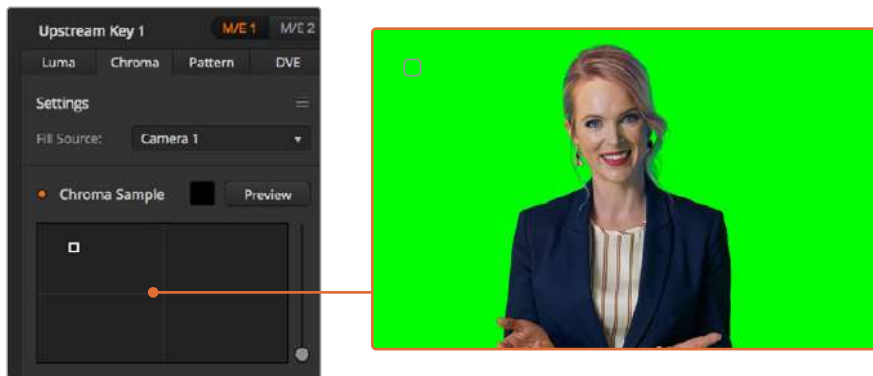 Upstream Key 1 M/E 1 M/E 2
Luma Chroma Pattern DVE
Settings
Fill Source: Camera 1
Chroma Sample Preview